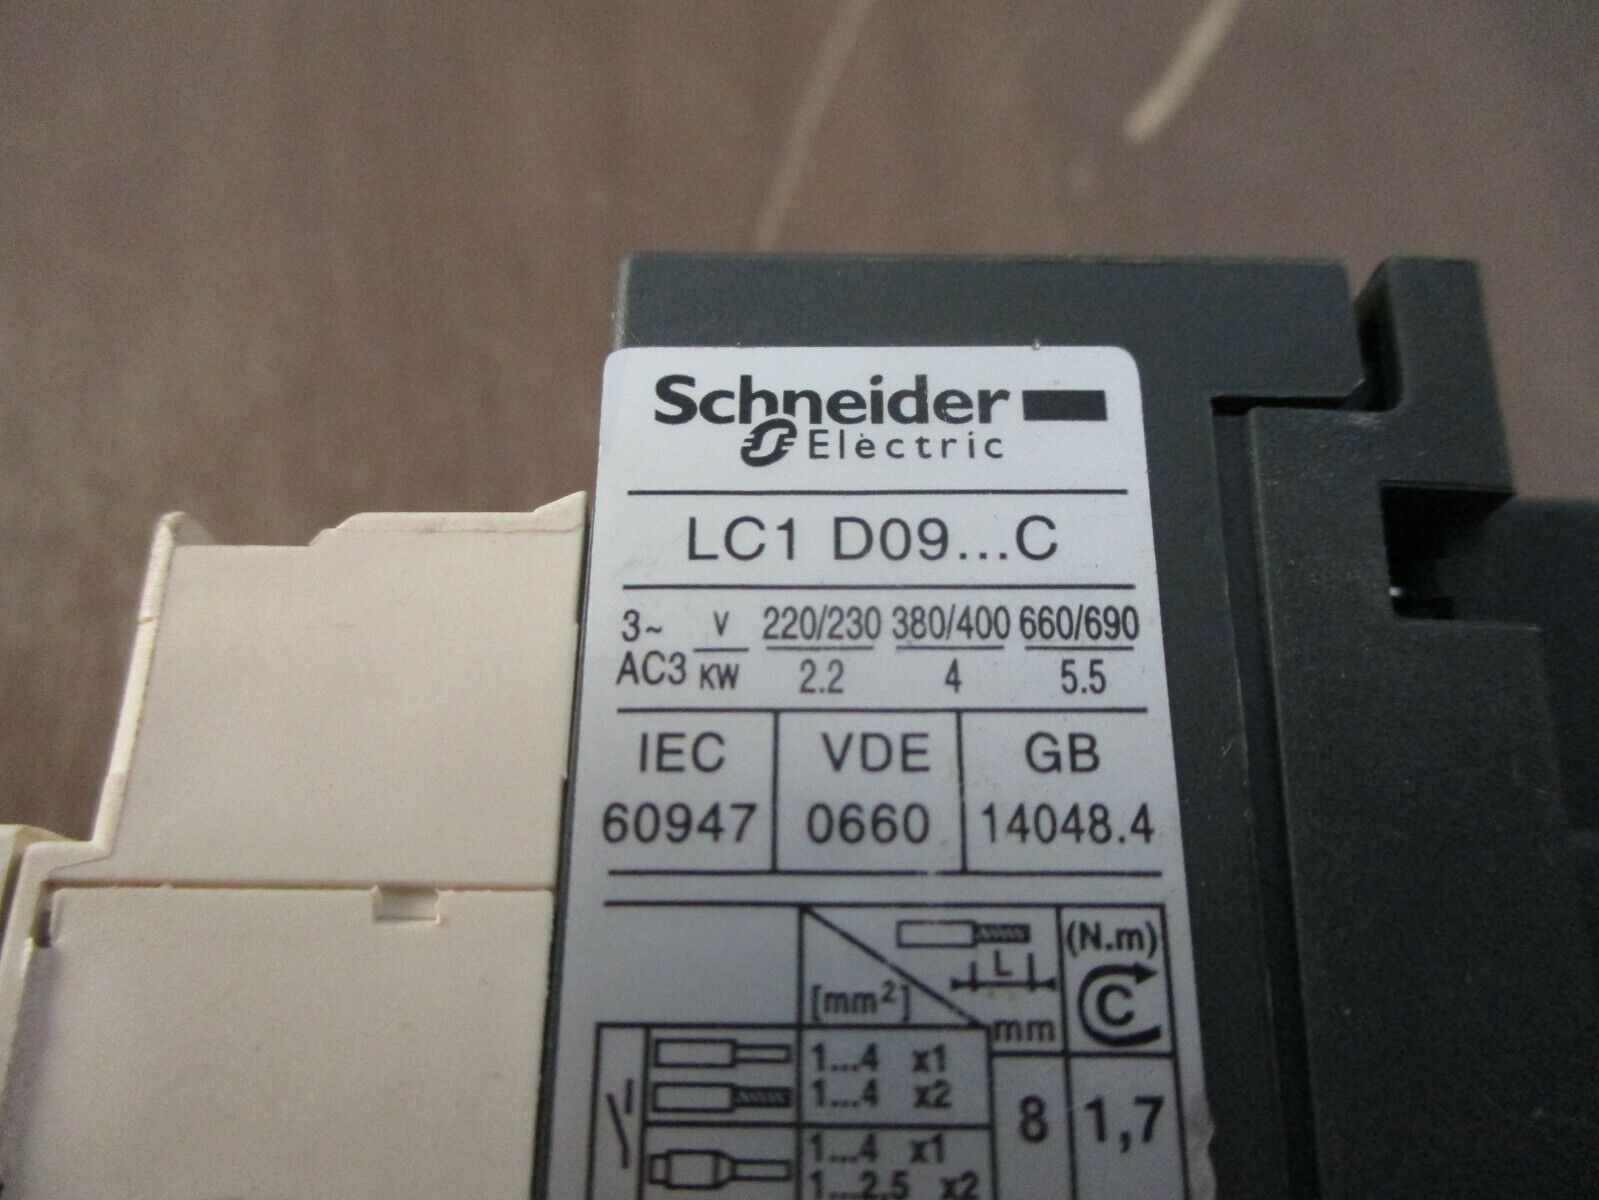 Schneider
Electric
LC1 D09...C
3~ V 220/230 380/400 660/690
AC3 KW 2.2 4 5.5
IEC VDE GB
60947 0660 14048.4
(N.m)
L
[mm²] mm C
1...4 x1
1...4 x2
8 1,7
1...4 x1
1...2,5 x2